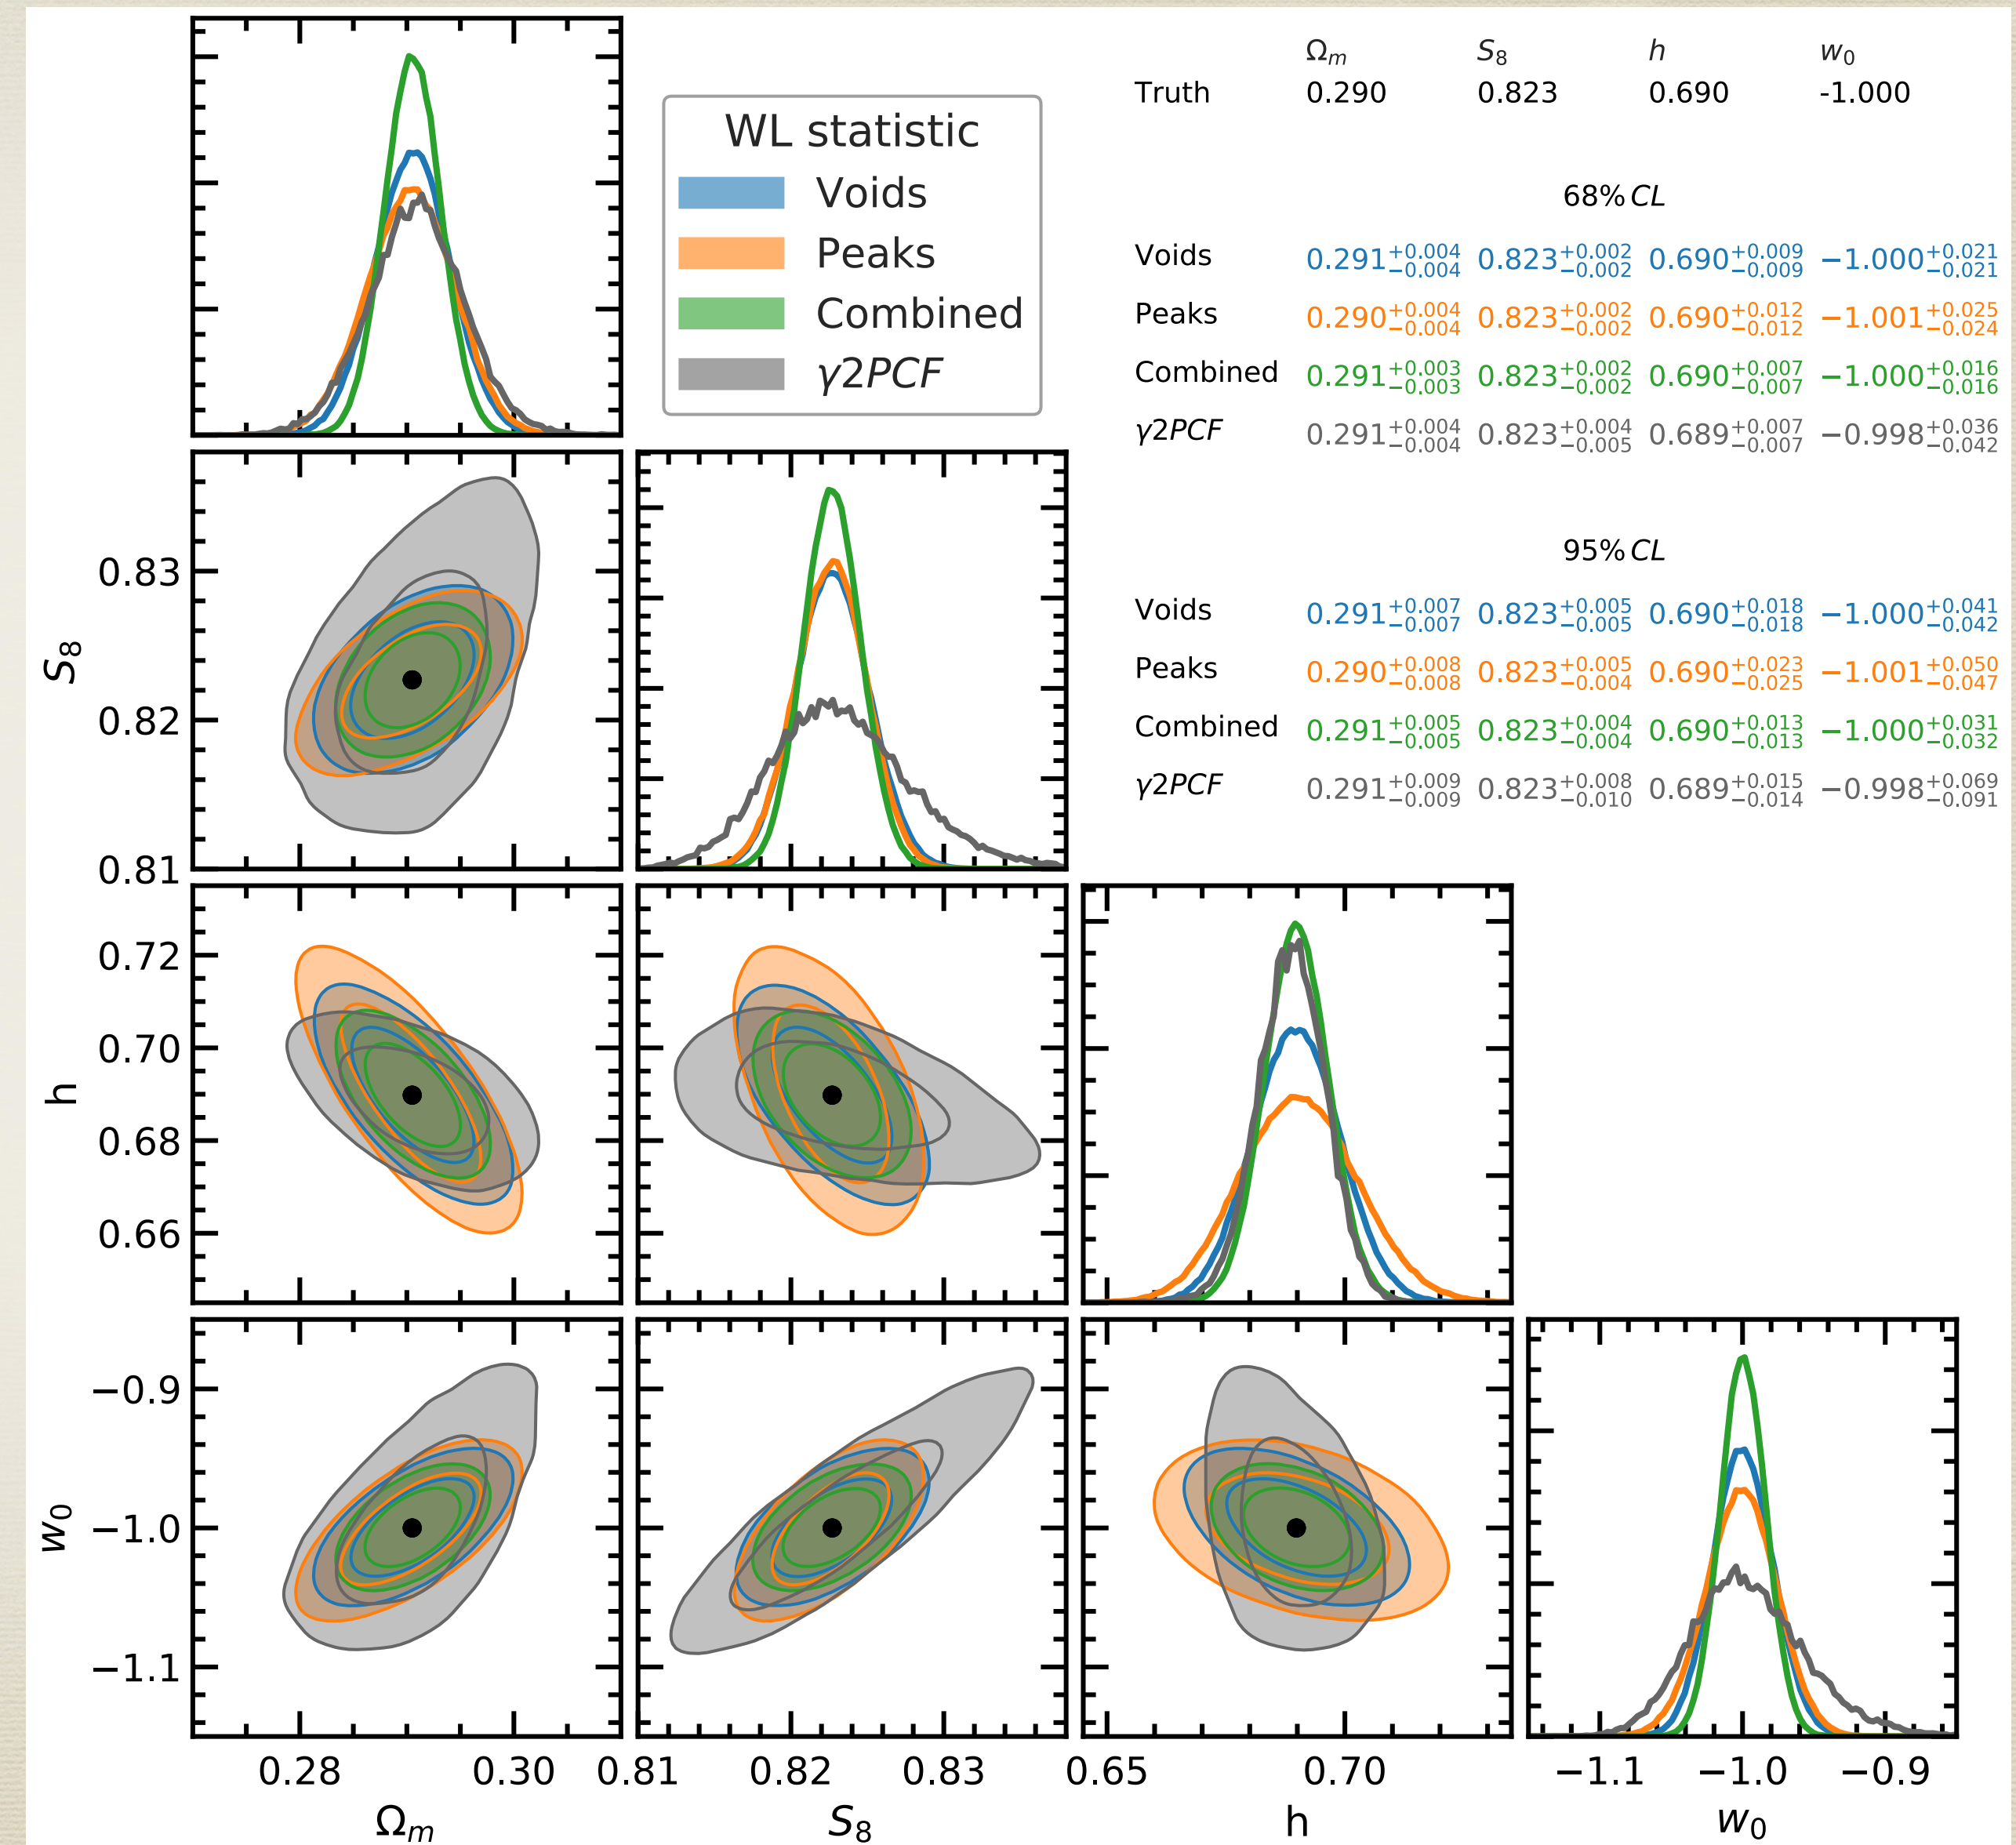 Ωm S8 h w0
Truth 0.290 0.823 0.690 -1.000
WL statistic
Voids
Peaks
Combined
γ2PCF
68% CL
Voids 0.291+0.004−0.004 0.823+0.002−0.002 0.690+0.009−0.009 −1.000+0.021−0.021
Peaks 0.290+0.004−0.004 0.823+0.002−0.002 0.690+0.012−0.012 −1.001+0.025−0.024
Combined 0.291+0.003−0.003 0.823+0.002−0.002 0.690+0.007−0.007 −1.000+0.016−0.016
γ2PCF 0.291+0.004−0.004 0.823+0.004−0.005 0.689+0.007−0.007 −0.998+0.036−0.042
95% CL
Voids 0.291+0.007−0.007 0.823+0.005−0.005 0.690+0.018−0.018 −1.000+0.041−0.042
Peaks 0.290+0.008−0.008 0.823+0.005−0.004 0.690+0.023−0.025 −1.001+0.050−0.047
Combined 0.291+0.005−0.005 0.823+0.004−0.004 0.690+0.013−0.013 −1.000+0.031−0.032
γ2PCF 0.291+0.009−0.009 0.823+0.008−0.010 0.689+0.015−0.014 −0.998+0.069−0.091
0.83
S8
0.82
0.81
0.72
0.70
h
0.68
0.66
−0.9
w0
−1.0
−1.1
0.28 0.30 0.81 0.82 0.83 0.65 0.70 −1.1 −1.0 −0.9
Ωm S8 h w0